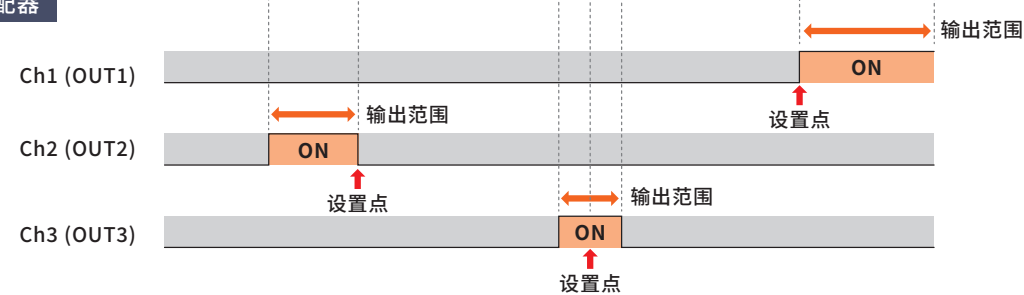 配器
输出范围
Ch1 (OUT1)
ON
设置点
输出范围
Ch2 (OUT2)
ON
设置点
输出范围
Ch3 (OUT3)
ON
设置点